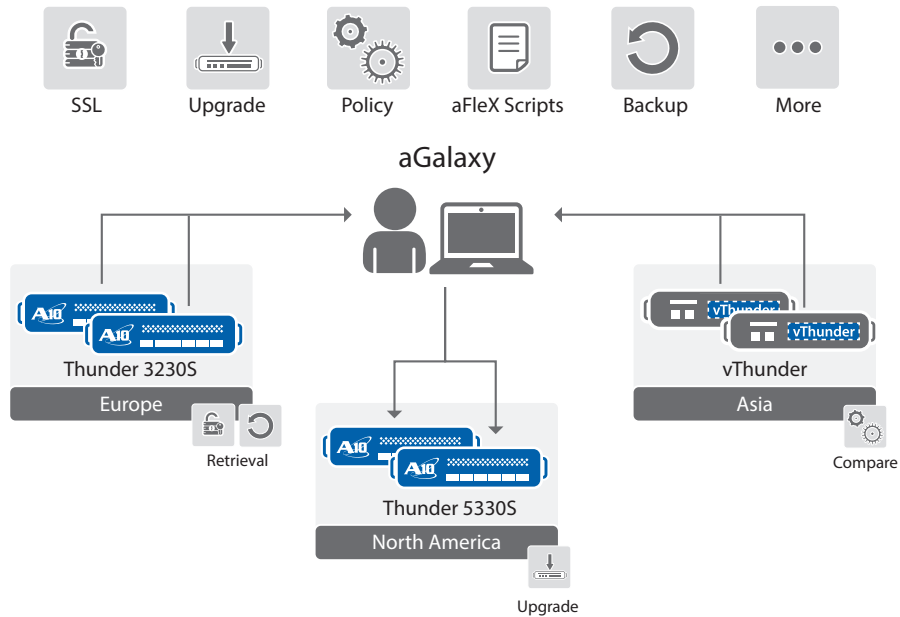 SSL
Upgrade
Policy
aFleX Scripts
Backup
More
aGalaxy
A10
A10
Thunder 3230S
Europe
Retrieval
vThunder
vThunder
vThunder
Asia
Compare
A10
A10
Thunder 5330S
North America
Upgrade